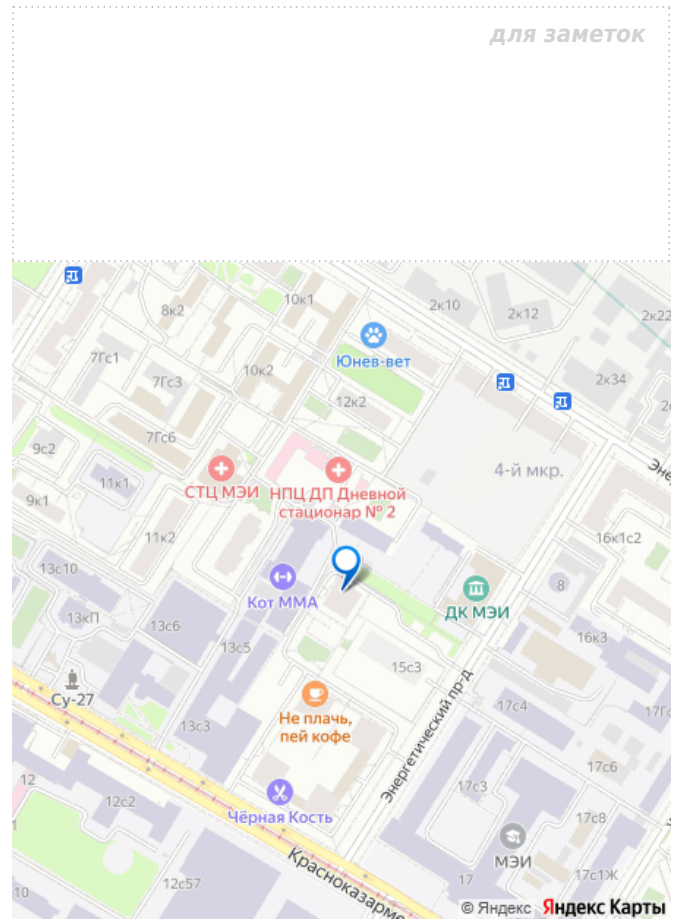 для заметок
10к1
2к10
2к12
2к22
8к2
7Гс1
Юнев-вет
7Гс3
10к2
2к34
12к2
7Гс6
9с2
4-й мкр.
СТЦ МЭИ
НПЦ ДП Дневной
стационар № 2
11к1
9к1
11к2
16к1с2
13с10
Кот ММА
ДК МЭИ
8
13кП
13с6
16к3
13с5
15с3
Су-27
Не плачь,
пей кофе
Энергетический пр-д
17с4
13с3
17с6
12
12с2
Чёрная Кость
17с3
17с8
МЭИ
17
17с1Ж
10
12с57
Красноказарме
© Яндекс Яндекс Карты